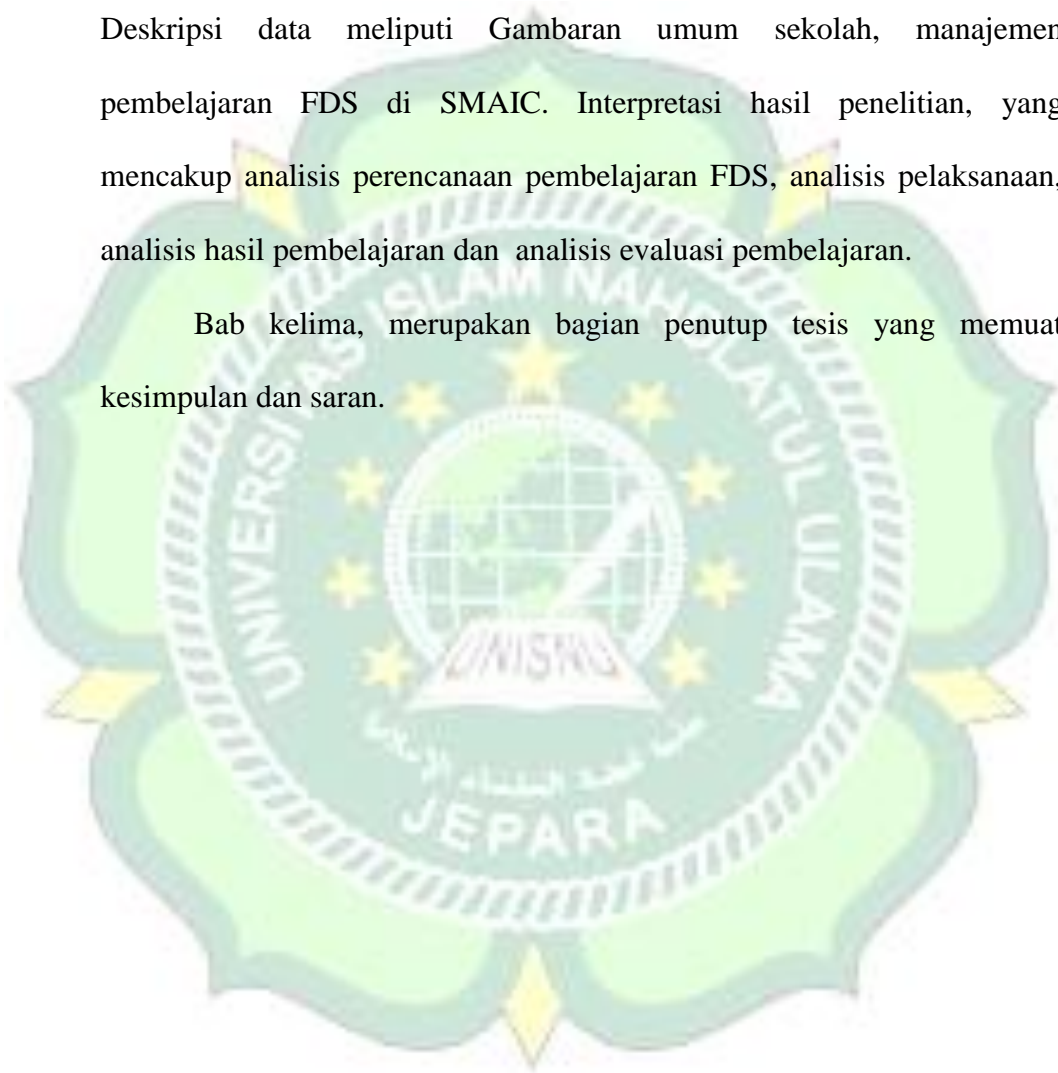 Deskripsi data meliputi Gambaran umum sekolah, manajemen
pembelajaran FDS di SMAIC. Interpretasi hasil penelitian, yang
mencakup analisis perencanaan pembelajaran FDS, analisis pelaksanaan,
analisis hasil pembelajaran dan analisis evaluasi pembelajaran.
Bab kelima, merupakan bagian penutup tesis yang memuat
kesimpulan dan saran.
UNIVERSITAS ISLAM NAHDLATUL ULAMA
UNISNU
JEPARA